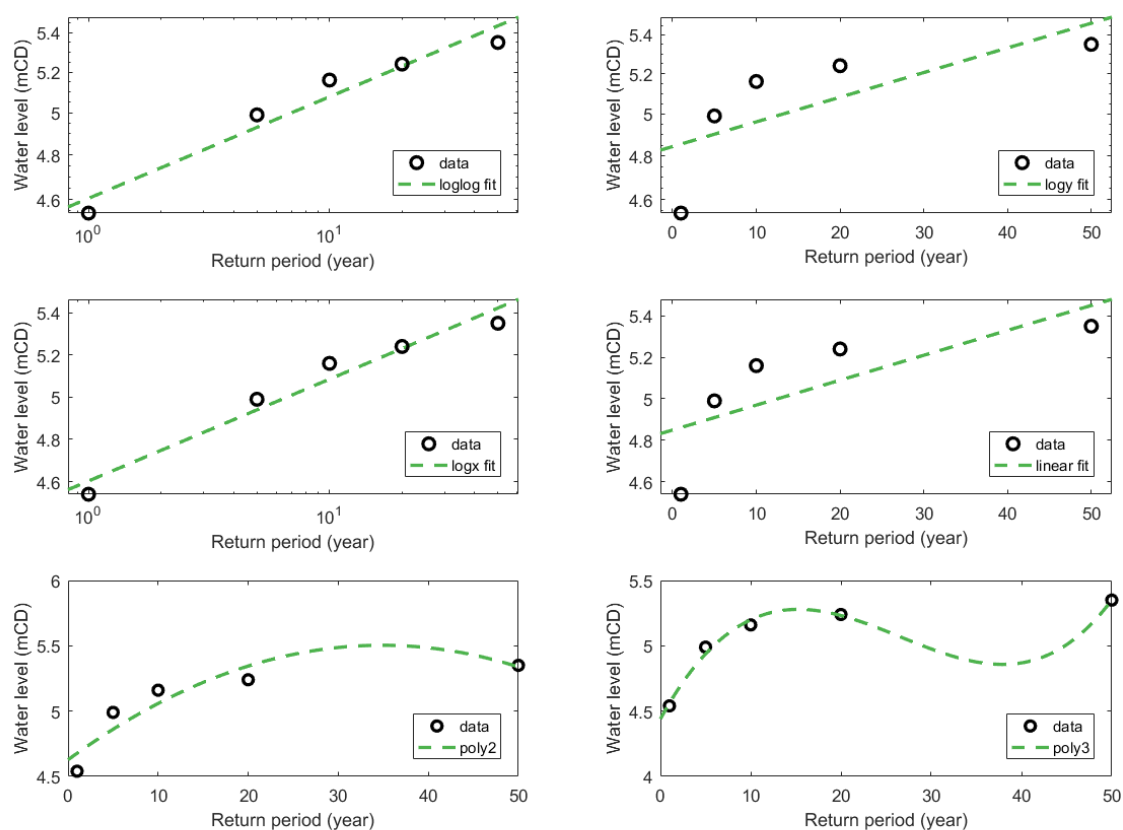 5.4
5.2
5
4.8
4.6
Water level (mCD)
data
loglog fit
10^0
10^1
Return period (year)
5.4
5.2
5
4.8
4.6
Water level (mCD)
data
logy fit
0
10
20
30
40
50
Return period (year)
5.4
5.2
5
4.8
4.6
Water level (mCD)
data
logx fit
10^0
10^1
Return period (year)
5.4
5.2
5
4.8
4.6
Water level (mCD)
data
linear fit
0
10
20
30
40
50
Return period (year)
6
5.5
5
4.5
Water level (mCD)
data
poly2
0
10
20
30
40
50
Return period (year)
5.5
5
4.5
4
Water level (mCD)
data
poly3
0
10
20
30
40
50
Return period (year)